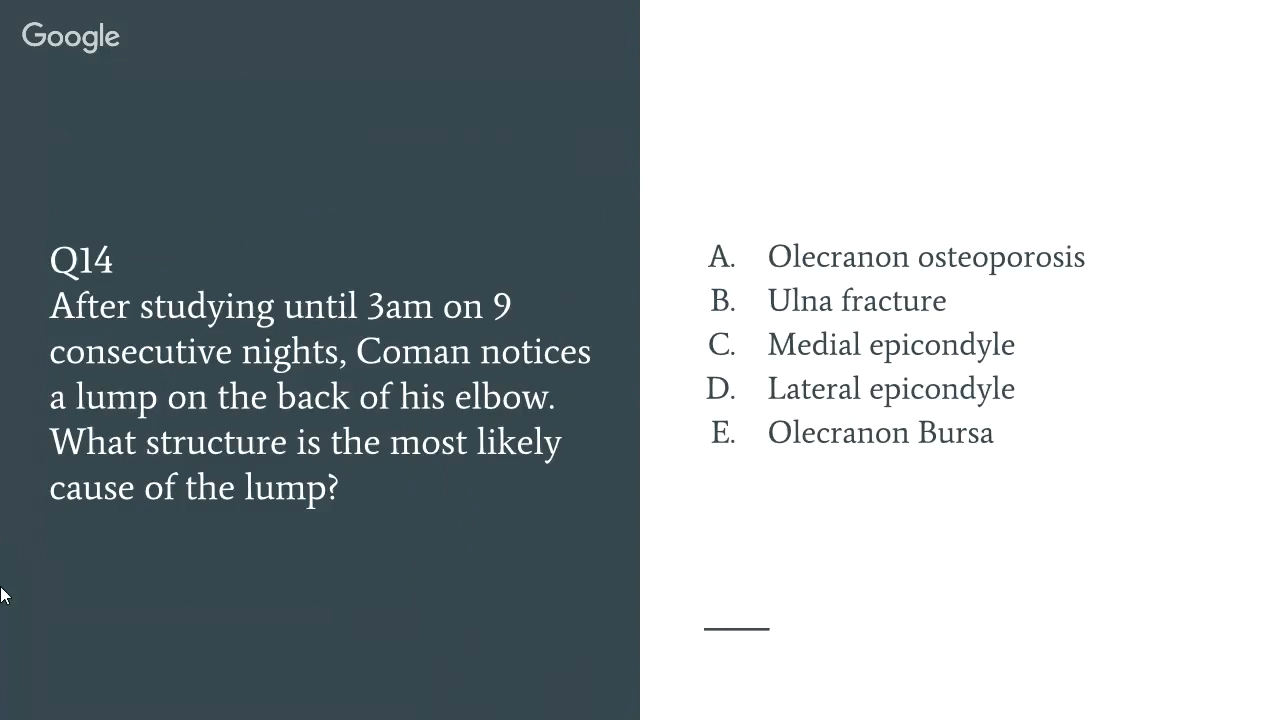 Google
Q14
After studying until 3am on 9
consecutive nights, Coman notices
a lump on the back of his elbow.
What structure is the most likely
cause of the lump?
A. Olecranon osteoporosis
B. Ulna fracture
C. Medial epicondyle
D. Lateral epicondyle
E. Olecranon Bursa